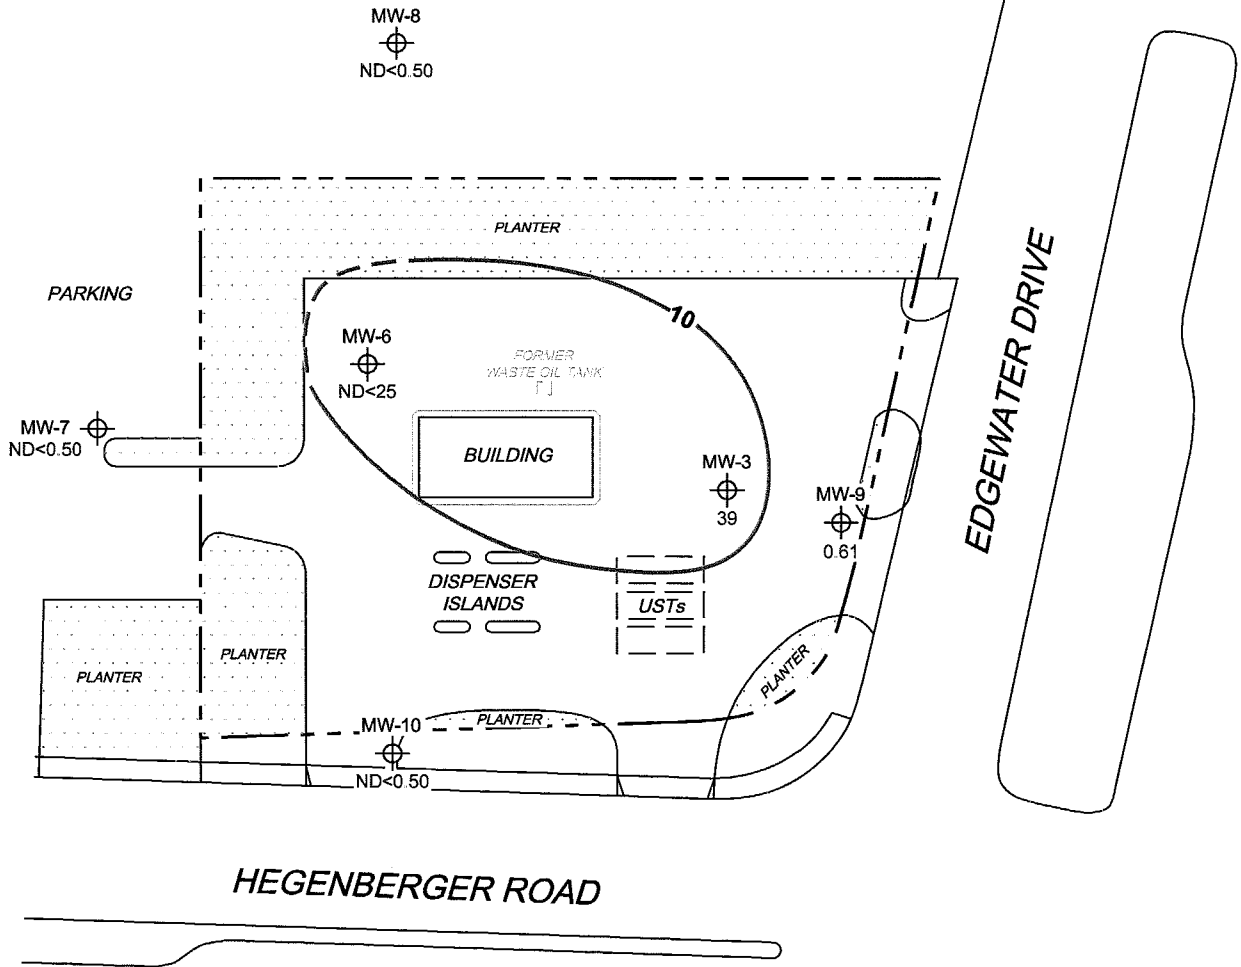 MW-8
ND<0.50
PLANTER
PARKING
10
MW-6
ND<25
FORMER
WASTE OIL TANK
MW-7
ND<0.50
BUILDING
MW-3
39
MW-9
0.61
EDGEWATER DRIVE
DISPENSER
ISLANDS
USTs
PLANTER
PLANTER
PLANTER
PLANTER
MW-10
ND<0.50
HEGENBERGER ROAD